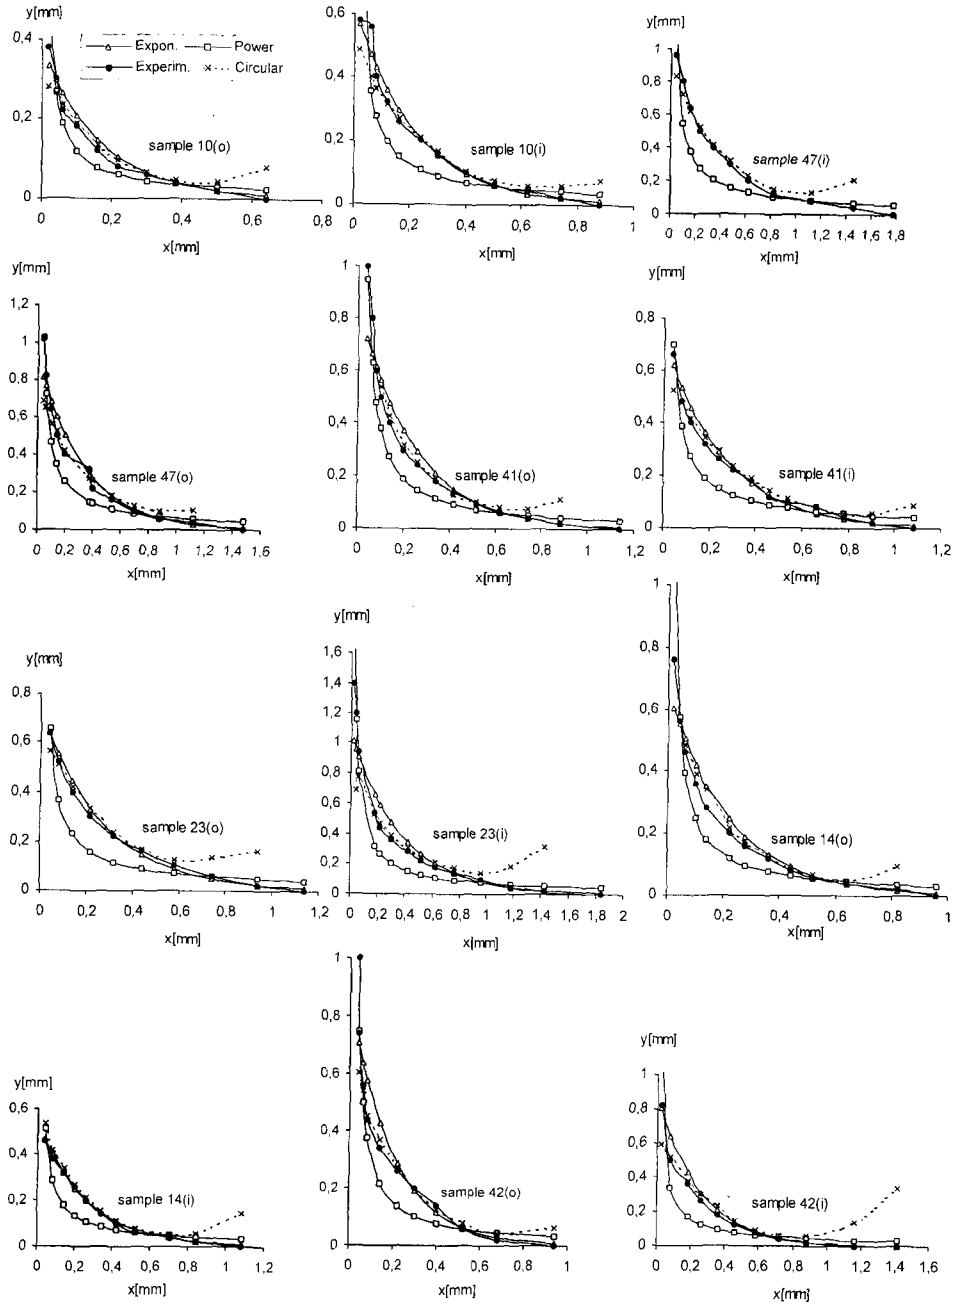 y[mm]
0,4
0,2
0
0 0,2 0,4 0,6 0,8
x[mm]
Expon. Power
Experim. Circular
sample 10(o)
y[mm]
0,6
0,4
0,2
0
0 0,2 0,4 0,6 0,8 1
x[mm]
sample 10(i)
y[mm]
1
0,8
0,6
0,4
0,2
0
0 0,2 0,4 0,6 0,8 1 1,2 1,4 1,6 1,8
x[mm]
sample 47(i)
y[mm]
1,2
1
0,8
0,6
0,4
0,2
0
0 0,2 0,4 0,6 0,8 1 1,2 1,4 1,6
x[mm]
sample 47(o)
1
0,8
0,6
0,4
0,2
0
0 0,2 0,4 0,6 0,8 1 1,2
x[mm]
sample 41(o)
y[mm]
0,8
0,6
0,4
0,2
0
0 0,2 0,4 0,6 0,8 1 1,2
x[mm]
sample 41(i)
y[mm]
0,8
0,6
0,4
0,2
0
0 0,2 0,4 0,6 0,8 1 1,2
x[mm]
sample 23(o)
y[mm]
1,6
1,4
1,2
1
0,8
0,6
0,4
0,2
0
0 0,2 0,4 0,6 0,8 1 1,2 1,4 1,6 1,8 2
x[mm]
sample 23(i)
1
0,8
0,6
0,4
0,2
0
0 0,2 0,4 0,6 0,8 1
x[mm]
sample 14(o)
y[mm]
0,6
0,4
0,2
0
0 0,2 0,4 0,6 0,8 1 1,2
x[mm]
sample 14(i)
1
0,8
0,6
0,4
0,2
0
0 0,2 0,4 0,6 0,8 1
x[mm]
sample 42(o)
y[mm]
1
0,8
0,6
0,4
0,2
0
0 0,2 0,4 0,6 0,8 1 1,2 1,4 1,6
x[mm]
sample 42(i)